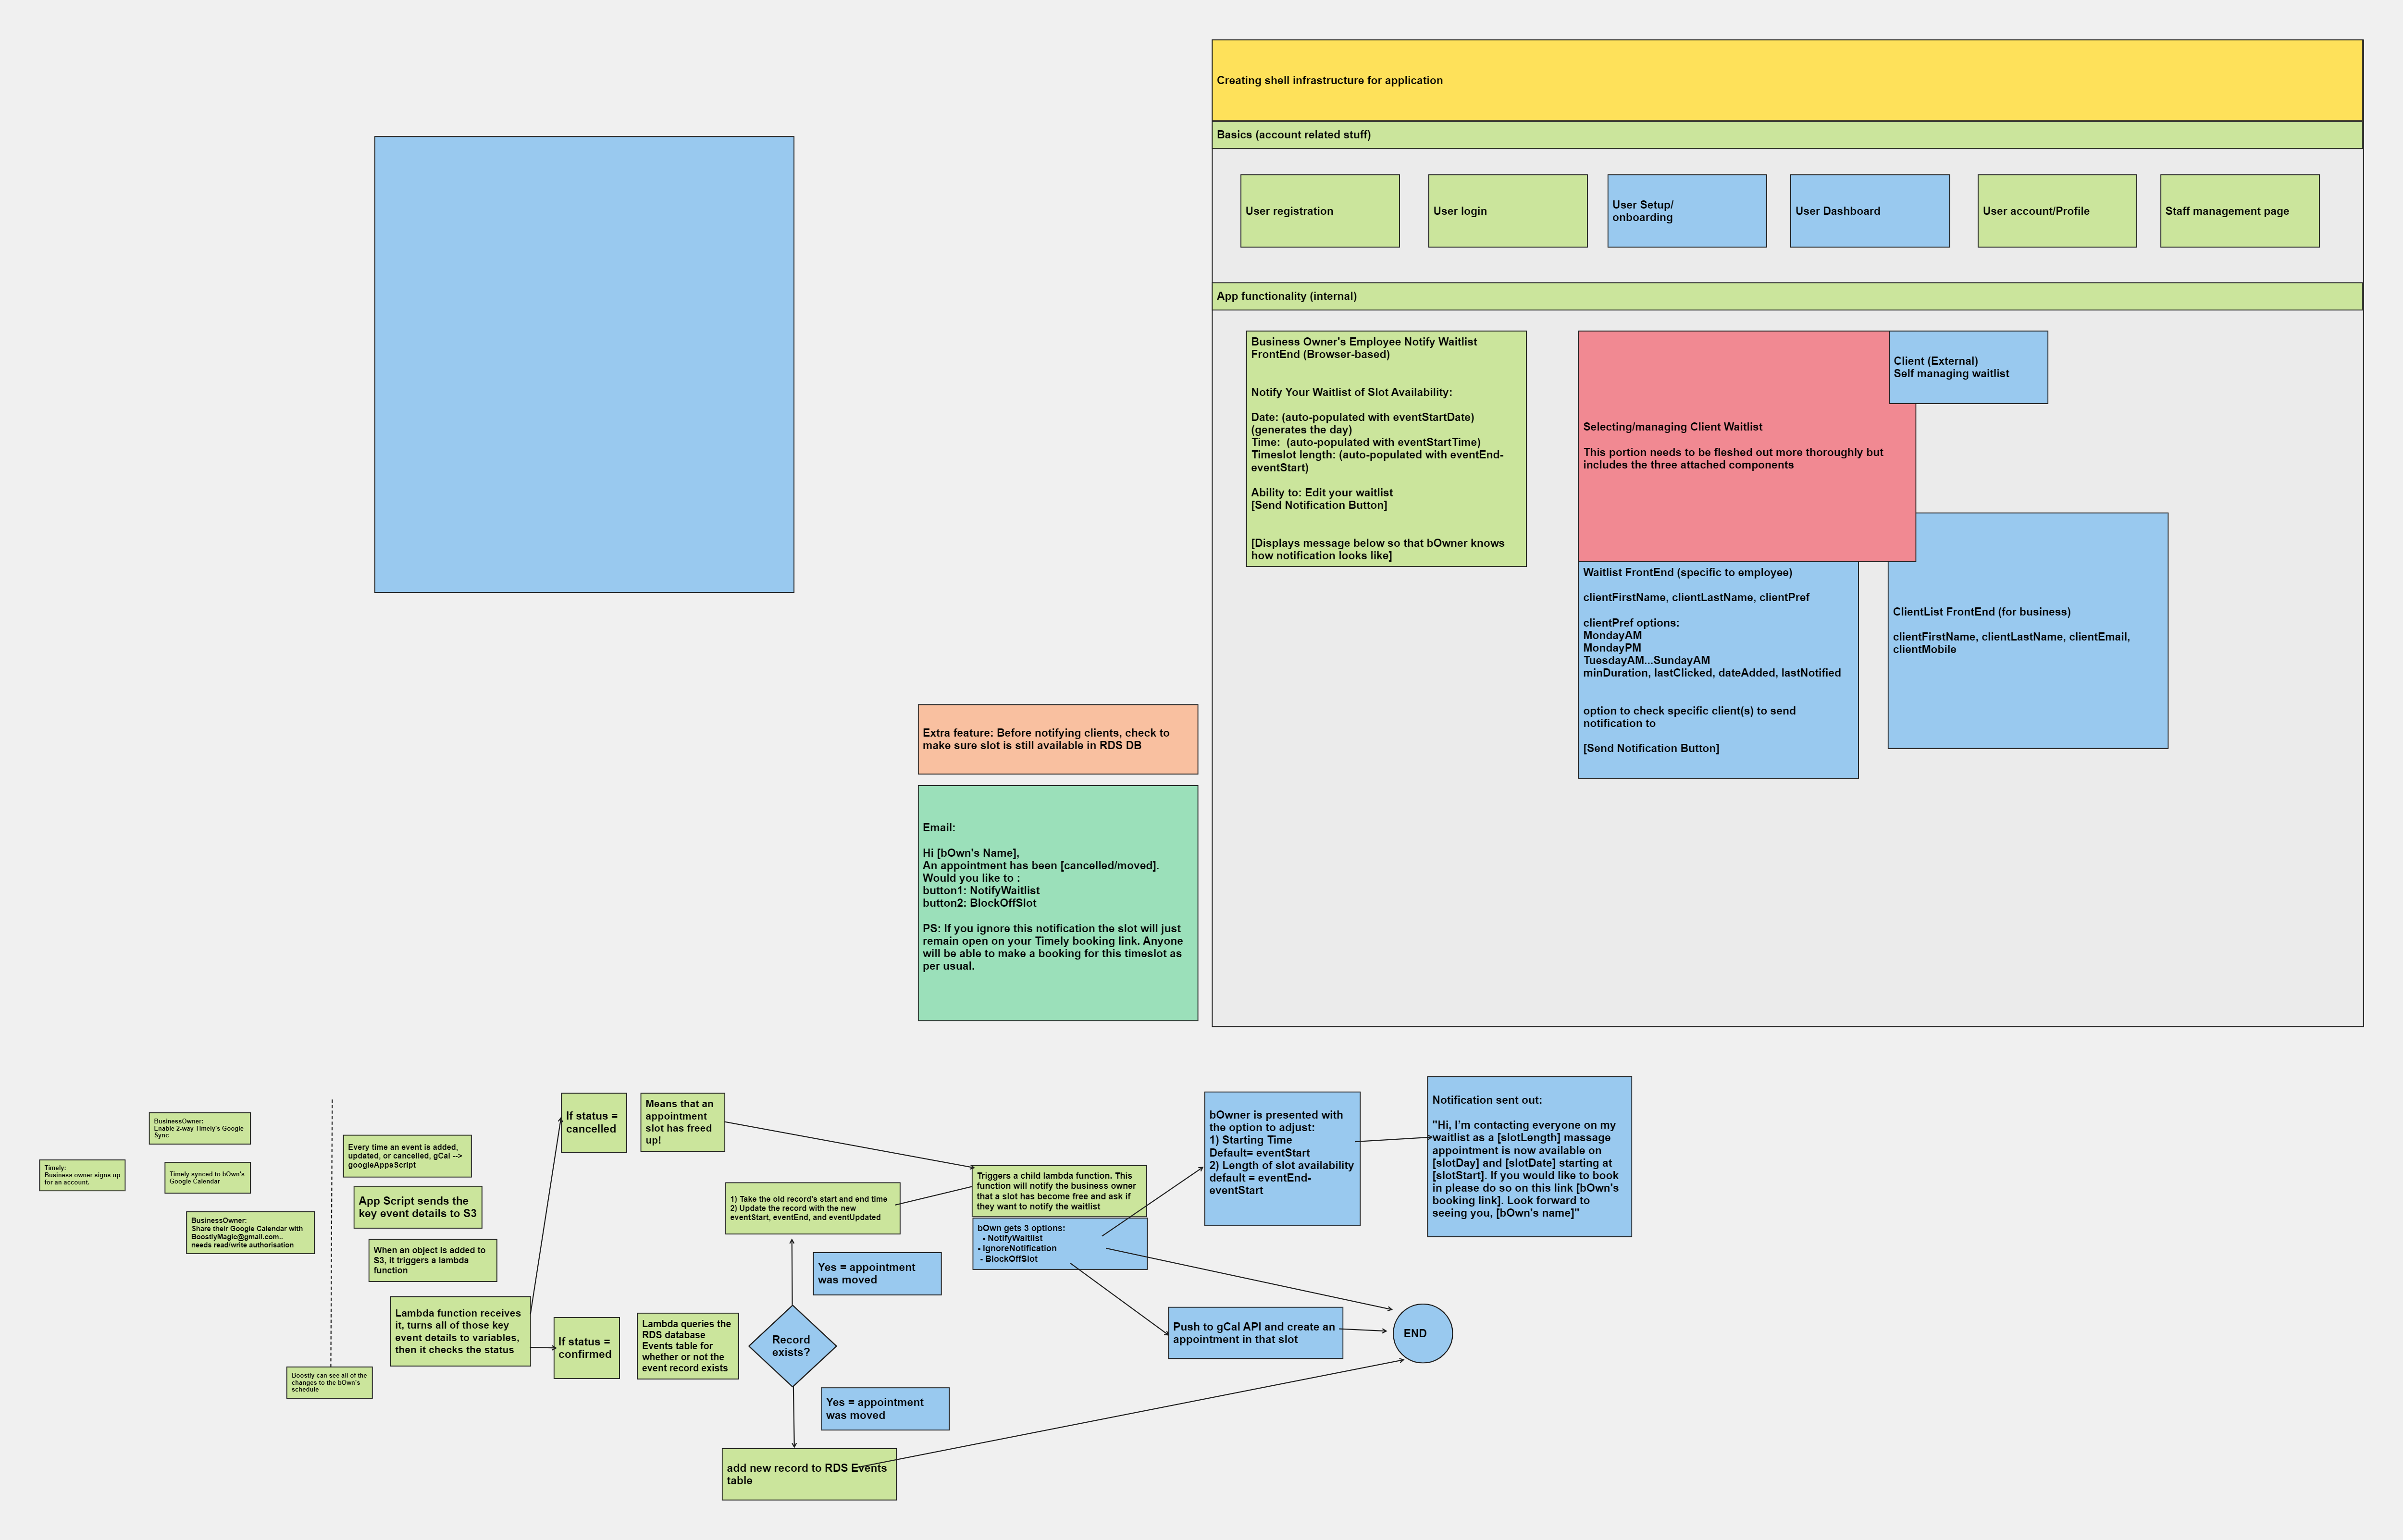 Creating shell infrastructure for application
Basics (account related stuff)
User registration
User login
User Setup/
onboarding
User Dashboard
User account/Profile
Staff management page
App functionality (internal)
Business Owner's Employee Notify Waitlist
FrontEnd (Browser-based)
Notify Your Waitlist of Slot Availability:
Date: (auto-populated with eventStartDate)
(generates the day)
Time:  (auto-populated with eventStartTime)
Timeslot length: (auto-populated with eventEnd-
eventStart)
Ability to: Edit your waitlist
[Send Notification Button]
[Displays message below so that bOwner knows
how notification looks like]
Selecting/managing Client Waitlist
This portion needs to be fleshed out more thoroughly but
includes the three attached components
Client (External)
Self managing waitlist
Waitlist FrontEnd (specific to employee)
clientFirstName, clientLastName, clientPref
clientPref options:
MondayAM
MondayPM
TuesdayAM...SundayAM
minDuration, lastClicked, dateAdded, lastNotified
option to check specific client(s) to send
notification to
[Send Notification Button]
ClientList FrontEnd (for business)
clientFirstName, clientLastName, clientEmail,
clientMobile
Extra feature: Before notifying clients, check to
make sure slot is still available in RDS DB
Email:
Hi [bOwn's Name],
An appointment has been [cancelled/moved].
Would you like to :
button1: NotifyWaitlist
button2: BlockOffSlot
PS: If you ignore this notification the slot will just
remain open on your Timely booking link. Anyone
will be able to make a booking for this timeslot as
per usual.
Timely:
Business owner signs up
for an account.
BusinessOwner:
Enable 2-way Timely's Google
Sync
Timely synced to bOwn's
Google Calendar
BusinessOwner:
Share their Google Calendar with
BoostlyMagic@gmail.com..
needs read/write authorisation
Boostly can see all of the
changes to the bOwn's
schedule
Every time an event is added,
updated, or cancelled, gCal -->
googleAppsScript
App Script sends the
key event details to S3
When an object is added to
S3, it triggers a lambda
function
Lambda function receives
it, turns all of those key
event details to variables,
then it checks the status
If status =
cancelled
Means that an
appointment
slot has freed
up!
If status =
confirmed
Lambda queries the
RDS database
Events table for
whether or not the
event record exists
Record
exists?
Yes = appointment
was moved
1) Take the old record's start and end time
2) Update the record with the new
eventStart, eventEnd, and eventUpdated
Yes = appointment
was moved
add new record to RDS Events
table
Triggers a child lambda function. This
function will notify the business owner
that a slot has become free and ask if
they want to notify the waitlist
bOwn gets 3 options:
- NotifyWaitlist
- IgnoreNotification
- BlockOffSlot
bOwner is presented with
the option to adjust:
1) Starting Time
Default= eventStart
2) Length of slot availability
default = eventEnd-
eventStart
Notification sent out:
"Hi, I'm contacting everyone on my
waitlist as a [slotLength] massage
appointment is now available on
[slotDay] and [slotDate] starting at
[slotStart]. If you would like to book
in please do so on this link [bOwn's
booking link]. Look forward to
seeing you, [bOwn's name]"
Push to gCal API and create an
appointment in that slot
END